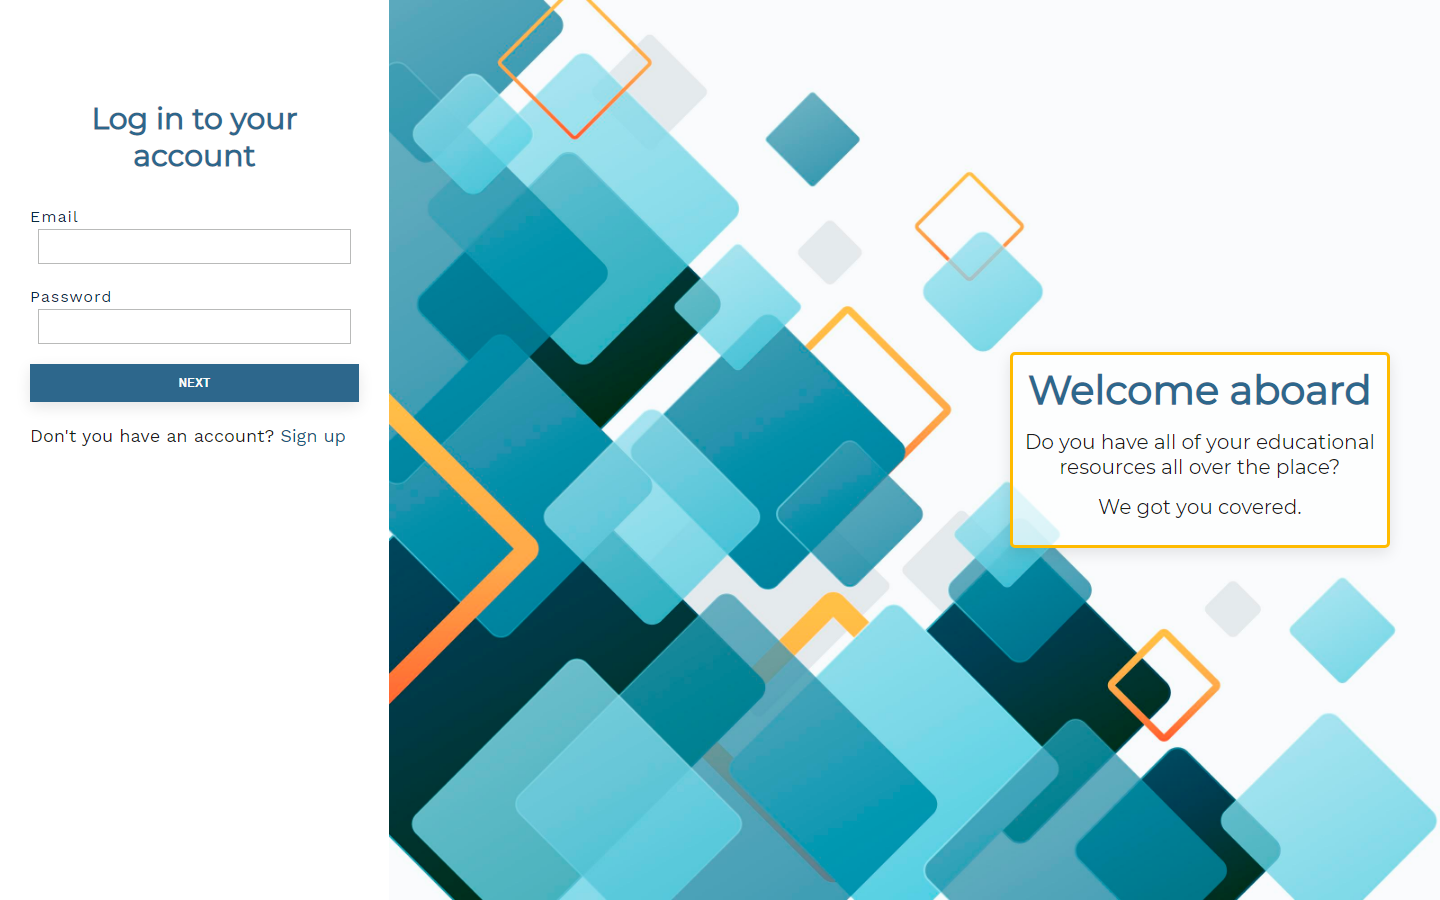 Log in to your
account
Email
Password
NEXT
Don't you have an account? Sign up
Welcome aboard
Do you have all of your educational
resources all over the place?
We got you covered.